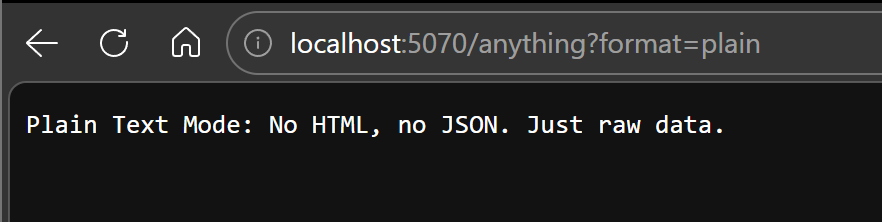 localhost:5070/anything?format=plain
Plain Text Mode: No HTML, no JSON. Just raw data.